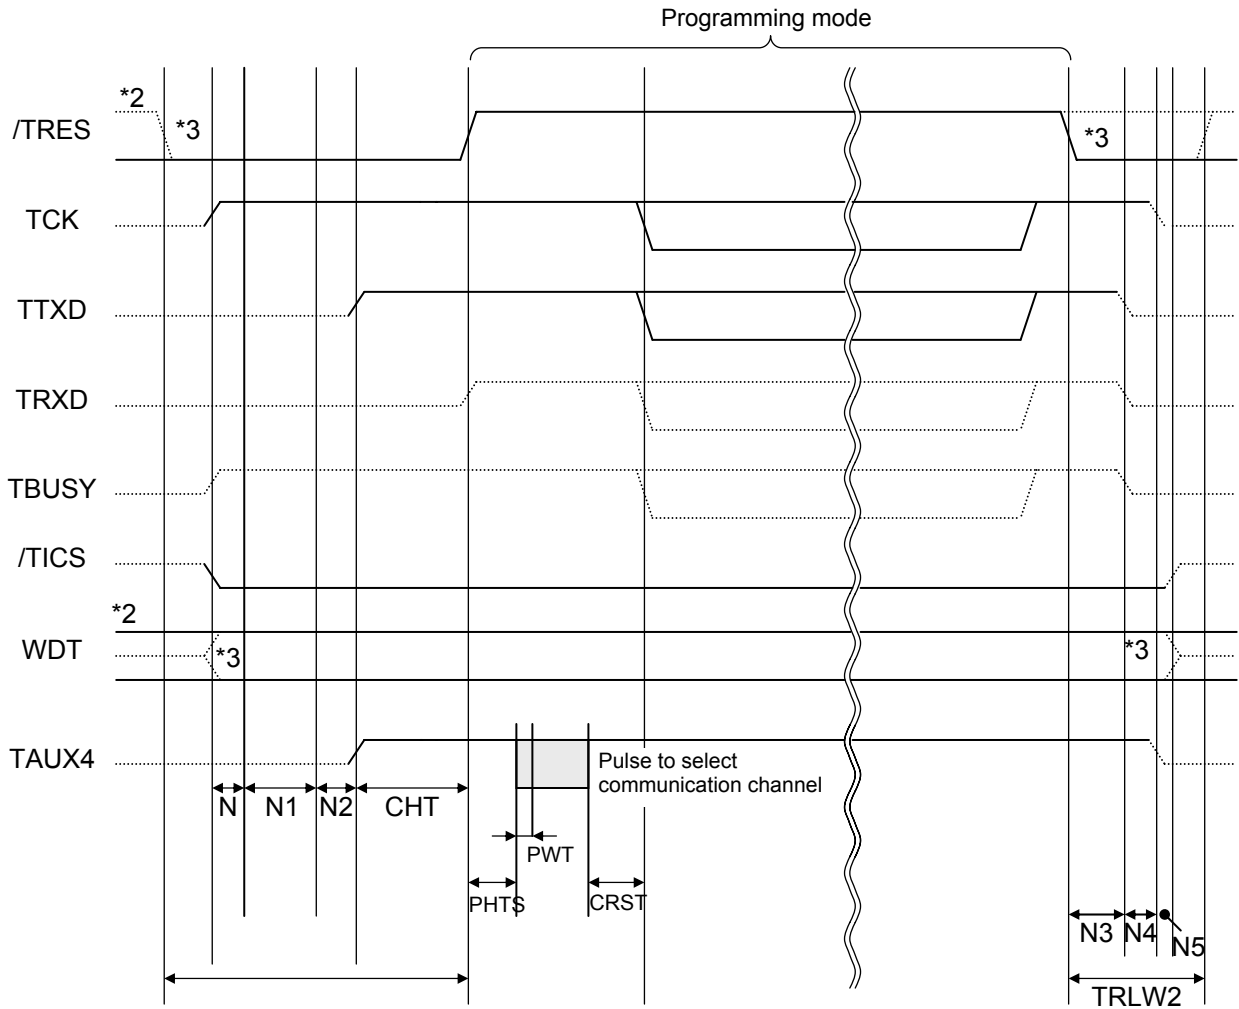 Programming mode
*2
/TRES
*3
*3
TCK
TTXD
TRXD
TBUSY
/TICS
*2
WDT
*3
*3
TAUX4
Pulse to select
communication channel
N
N1
N2
CHT
PWT
PHTS
CRST
N3
N4
N5
TRLW2